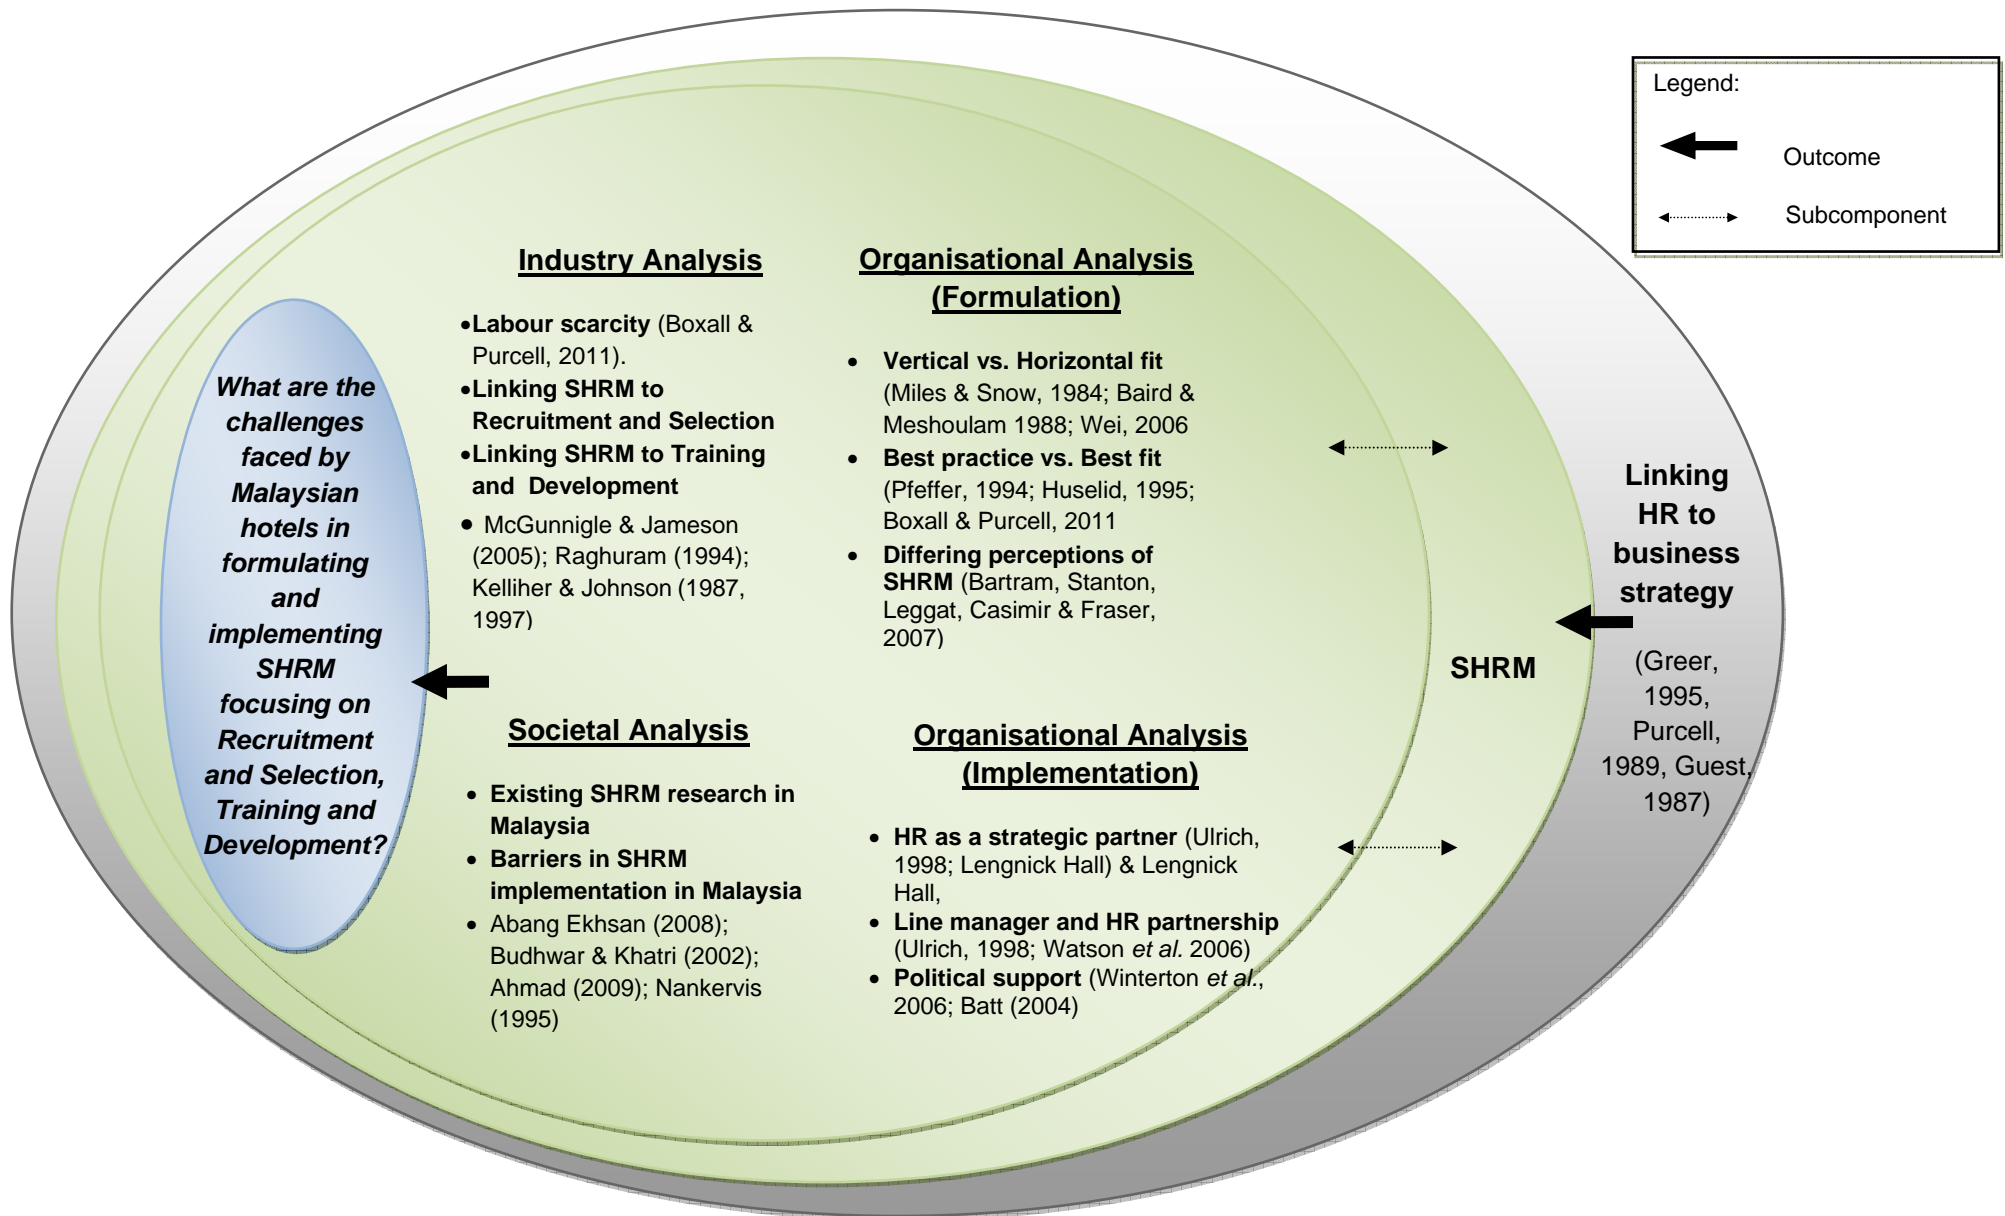 Legend:
Outcome
Subcomponent
What are the
challenges
faced by
Malaysian
hotels in
formulating
and
implementing
SHRM
focusing on
Recruitment
and Selection,
Training and
Development?
Industry Analysis
•Labour scarcity (Boxall &
Purcell, 2011).
•Linking SHRM to
Recruitment and Selection
•Linking SHRM to Training
and Development
• McGunnigle & Jameson
(2005); Raghuram (1994);
Kelliher & Johnson (1987,
1997)
Societal Analysis
• Existing SHRM research in
Malaysia
• Barriers in SHRM
implementation in Malaysia
• Abang Ekhsan (2008);
Budhwar & Khatri (2002);
Ahmad (2009); Nankervis
(1995)
Organisational Analysis
(Formulation)
• Vertical vs. Horizontal fit
(Miles & Snow, 1984; Baird &
Meshoulam 1988; Wei, 2006
• Best practice vs. Best fit
(Pfeffer, 1994; Huselid, 1995;
Boxall & Purcell, 2011
• Differing perceptions of
SHRM (Bartram, Stanton,
Leggat, Casimir & Fraser,
2007)
Organisational Analysis
(Implementation)
• HR as a strategic partner (Ulrich,
1998; Lengnick Hall) & Lengnick
Hall,
• Line manager and HR partnership
(Ulrich, 1998; Watson et al. 2006)
• Political support (Winterton et al.,
2006; Batt (2004)
SHRM
Linking
HR to
business
strategy
(Greer,
1995,
Purcell,
1989, Guest,
1987)